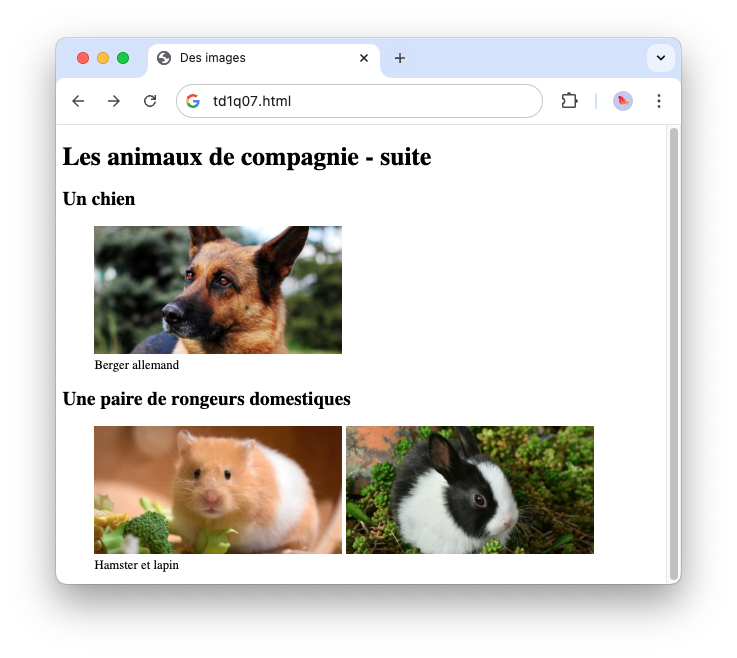 Des images
td1q07.html
Les animaux de compagnie - suite
Un chien
Berger allemand
Une paire de rongeurs domestiques
Hamster et lapin